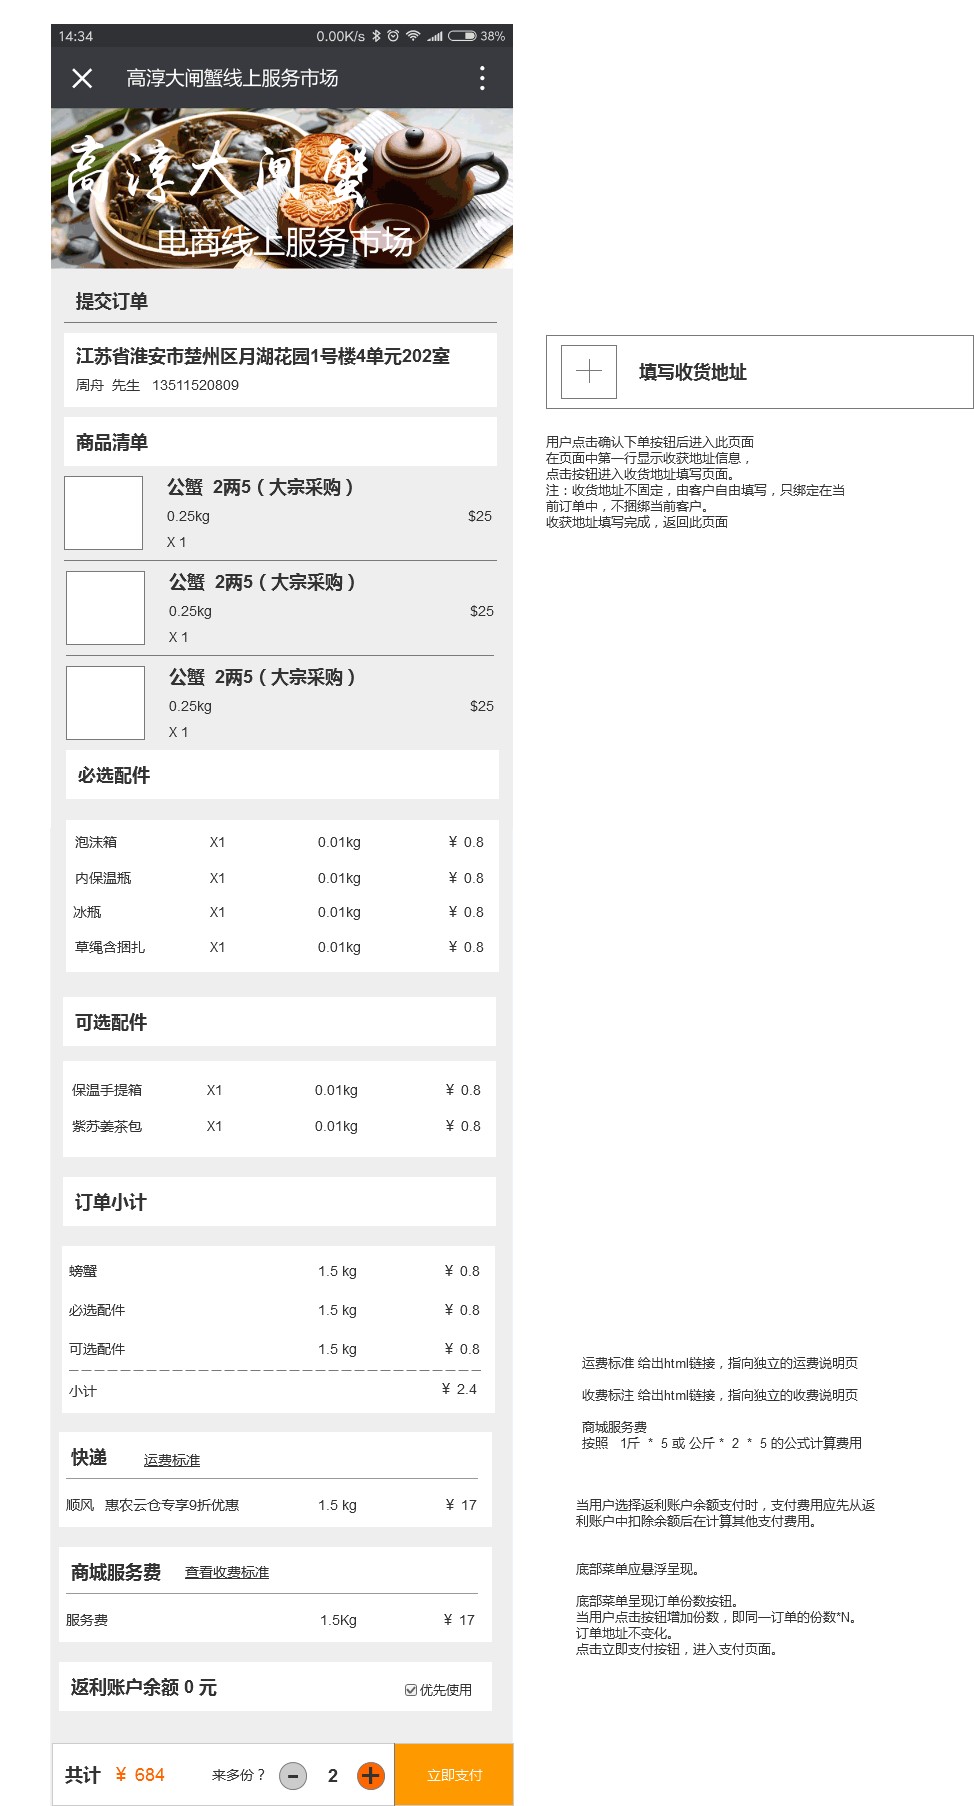 14:34 0.00K/s 38%
高淳大闸蟹线上服务市场
高淳大闸蟹
电商线上服务市场
提交订单
江苏省淮安市楚州区月湖花园1号楼4单元202室
周舟 先生 13511520809
商品清单
公蟹 2两5（大宗采购）
0.25kg $25
X 1
公蟹 2两5（大宗采购）
0.25kg $25
X 1
公蟹 2两5（大宗采购）
0.25kg $25
X 1
必选配件
泡沫箱 X1 0.01kg ¥ 0.8
内保温瓶 X1 0.01kg ¥ 0.8
冰瓶 X1 0.01kg ¥ 0.8
草绳含捆扎 X1 0.01kg ¥ 0.8
可选配件
保温手提箱 X1 0.01kg ¥ 0.8
紫苏姜茶包 X1 0.01kg ¥ 0.8
订单小计
螃蟹 1.5 kg ¥ 0.8
必选配件 1.5 kg ¥ 0.8
可选配件 1.5 kg ¥ 0.8
小计 ¥ 2.4
快递 运费标准
顺风 惠农云仓专享9折优惠 1.5 kg ¥ 17
商城服务费 查看收费标准
服务费 1.5Kg ¥ 17
返利账户余额 0 元 优先使用
共计 ¥ 684 来多份？ 2 立即支付
填写收货地址
用户点击确认下单按钮后进入此页面
在页面中第一行显示收获地址信息，
点击按钮进入收货地址填写页面。
注：收货地址不固定，由客户自由填写，只绑定在当
前订单中，不捆绑当前客户。
收获地址填写完成，返回此页面
运费标准 给出html链接，指向独立的运费说明页
收费标注 给出html链接，指向独立的收费说明页
商城服务费
按照 1斤 * 5 或 公斤 * 2 * 5 的公式计算费用
当用户选择返利账户余额支付时，支付费用应先从返
利账户中扣除余额后在计算其他支付费用。
底部菜单应悬浮呈现。
底部菜单呈现订单份数按钮。
当用户点击按钮增加份数，即同一订单的份数*N。
订单地址不变化。
点击立即支付按钮，进入支付页面。